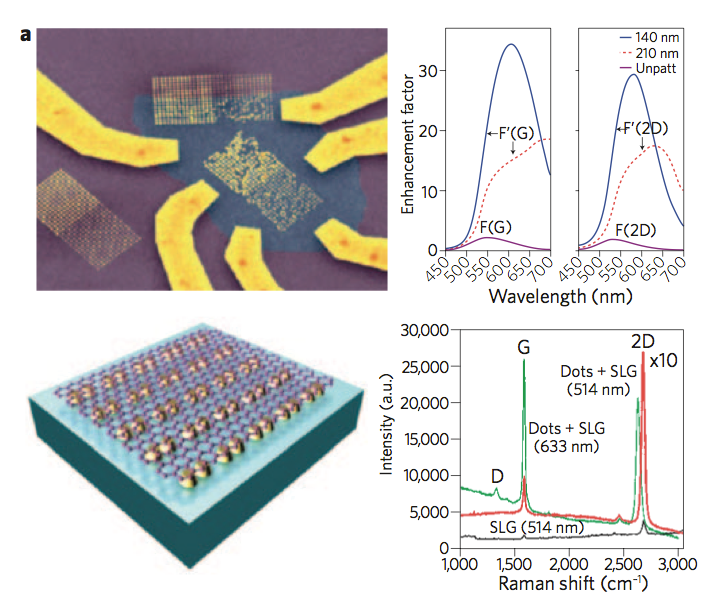 a
Enhancement factor
30
20
10
0
F'(G)
F(G)
450 500 550 600 650 700
140 nm
210 nm
Unpatt
F'(2D)
F(2D)
450 500 550 600 650 700
Wavelength (nm)
Intensity (a.u.)
30,000
25,000
20,000
15,000
10,000
5,000
0
G
2D
x10
Dots + SLG
(514 nm)
Dots + SLG
(633 nm)
D
SLG (514 nm)
1,000 1,500 2,000 2,500 3,000
Raman shift (cm⁻¹)